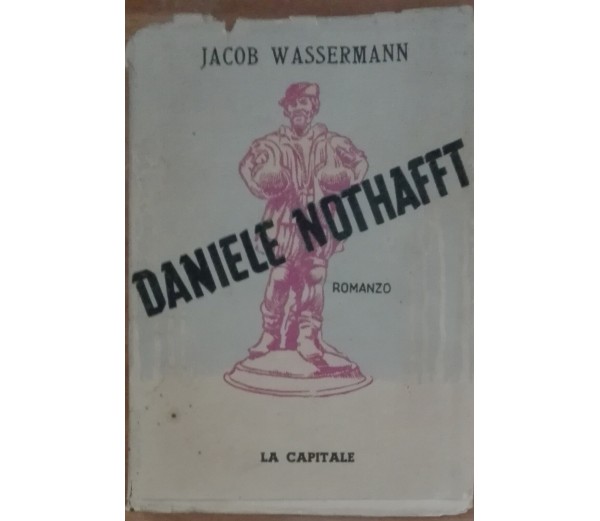 JACOB WASSERMANN
DANIELE NOTHAFFT
ROMANZO
LA CAPITALE